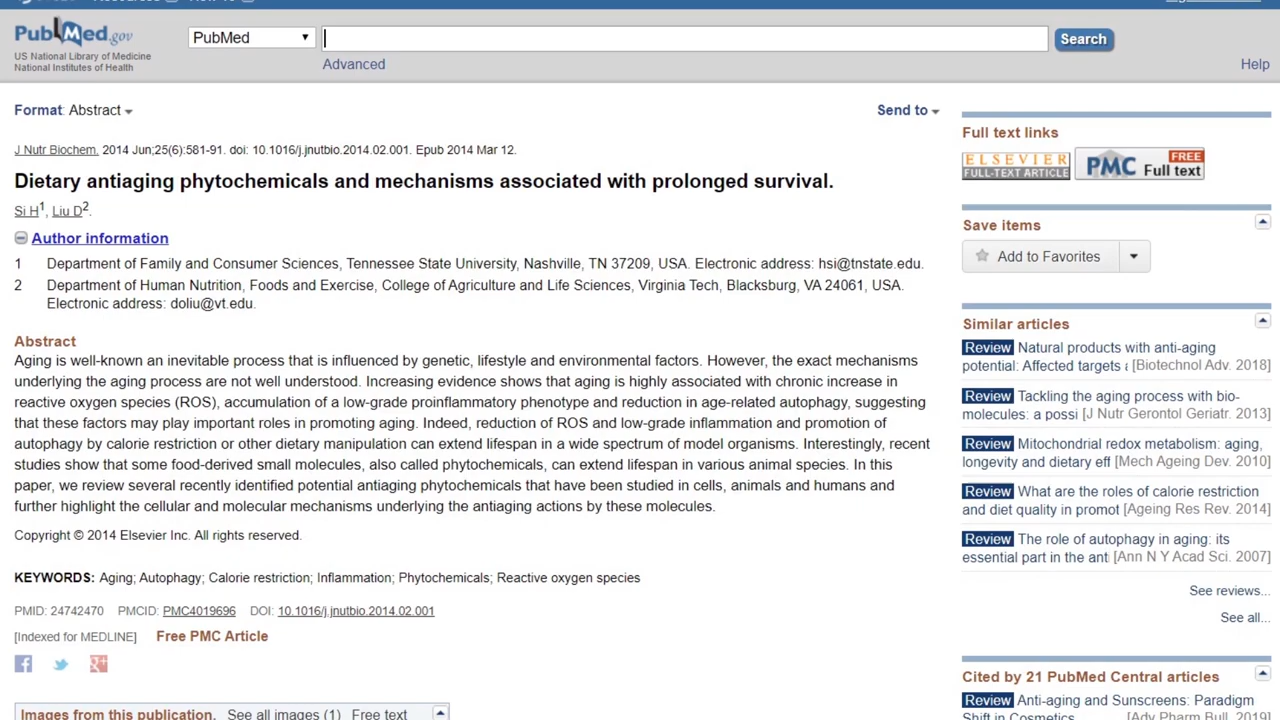 PubMed.gov
US National Library of Medicine
National Institutes of Health
PubMed
Search
Advanced
Help
Format: Abstract
Send to
J Nutr Biochem. 2014 Jun;25(6):581-91. doi: 10.1016/j.jnutbio.2014.02.001. Epub 2014 Mar 12.
Dietary antiaging phytochemicals and mechanisms associated with prolonged survival.
Si H1, Liu D2.
Author information
1 Department of Family and Consumer Sciences, Tennessee State University, Nashville, TN 37209, USA. Electronic address: hsi@tnstate.edu.
2 Department of Human Nutrition, Foods and Exercise, College of Agriculture and Life Sciences, Virginia Tech, Blacksburg, VA 24061, USA.
Electronic address: doliu@vt.edu.
Abstract
Aging is well-known an inevitable process that is influenced by genetic, lifestyle and environmental factors. However, the exact mechanisms
underlying the aging process are not well understood. Increasing evidence shows that aging is highly associated with chronic increase in
reactive oxygen species (ROS), accumulation of a low-grade proinflammatory phenotype and reduction in age-related autophagy, suggesting
that these factors may play important roles in promoting aging. Indeed, reduction of ROS and low-grade inflammation and promotion of
autophagy by calorie restriction or other dietary manipulation can extend lifespan in a wide spectrum of model organisms. Interestingly, recent
studies show that some food-derived small molecules, also called phytochemicals, can extend lifespan in various animal species. In this
paper, we review several recently identified potential antiaging phytochemicals that have been studied in cells, animals and humans and
further highlight the cellular and molecular mechanisms underlying the antiaging actions by these molecules.
Copyright © 2014 Elsevier Inc. All rights reserved.
KEYWORDS: Aging; Autophagy; Calorie restriction; Inflammation; Phytochemicals; Reactive oxygen species
PMID: 24742470 PMCID: PMC4019696 DOI: 10.1016/j.jnutbio.2014.02.001
[Indexed for MEDLINE] Free PMC Article
Images from this publication. See all images (1) Free text
Full text links
ELSEVIER
FULL-TEXT ARTICLE
PMC FREE
Full text
Save items
Add to Favorites
Similar articles
Review Natural products with anti-aging
potential: Affected targets [Biotechnol Adv. 2018]
Review Tackling the aging process with bio-
molecules: a possi [J Nutr Gerontol Geriatr. 2013]
Review Mitochondrial redox metabolism: aging,
longevity and dietary eff [Mech Ageing Dev. 2010]
Review What are the roles of calorie restriction
and diet quality in promot [Ageing Res Rev. 2014]
Review The role of autophagy in aging: its
essential part in the ant [Ann N Y Acad Sci. 2007]
See reviews...
See all...
Cited by 21 PubMed Central articles
Review Anti-aging and Sunscreens: Paradigm
Shift in Cosmetics. [Adv Pharm Bull. 2019]